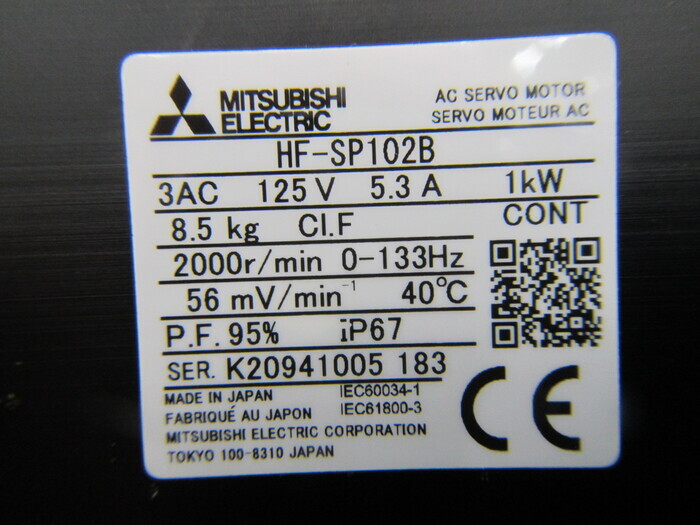 MITSUBISHI
ELECTRIC
AC SERVO MOTOR
SERVO MOTEUR AC
HF-SP102B
3AC 125 V 5.3 A 1kW
8.5 kg CI.F CONT
2000r/min 0-133Hz
56 mV/min⁻¹ 40℃
P.F. 95% IP67
SER. K20941005 183
MADE IN JAPAN IEC60034-1
FABRIQUÉ AU JAPON IEC61800-3
MITSUBISHI ELECTRIC CORPORATION
TOKYO 100-8310 JAPAN
CE